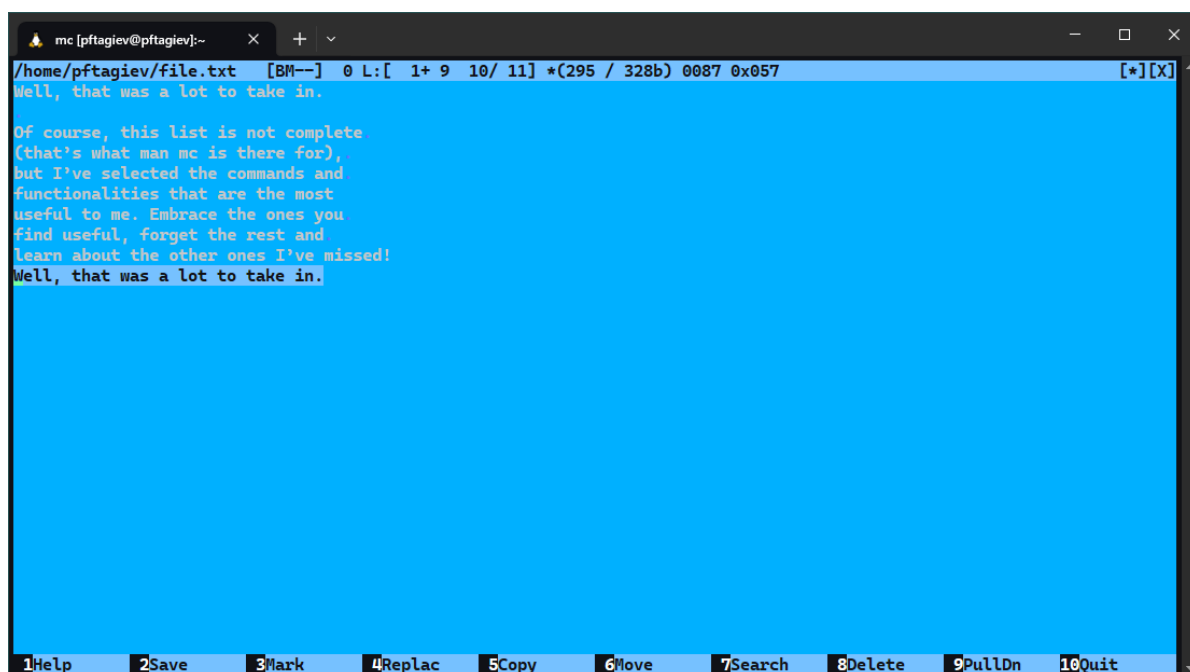 mc [pftagiev@pftagiev]:~
/home/pftagiev/file.txt [BM--] 0 L:[ 1+ 9 10/ 11] *(295 / 328b) 0087 0x057 [*][X]
Well, that was a lot to take in.
Of course, this list is not complete
(that’s what man mc is there for),
but I’ve selected the commands and
functionalities that are the most
useful to me. Embrace the ones you
find useful, forget the rest and
learn about the other ones I’ve missed!
Well, that was a lot to take in.
1Help 2Save 3Mark 4Replac 5Copy 6Move 7Search 8Delete 9PullDn 10Quit